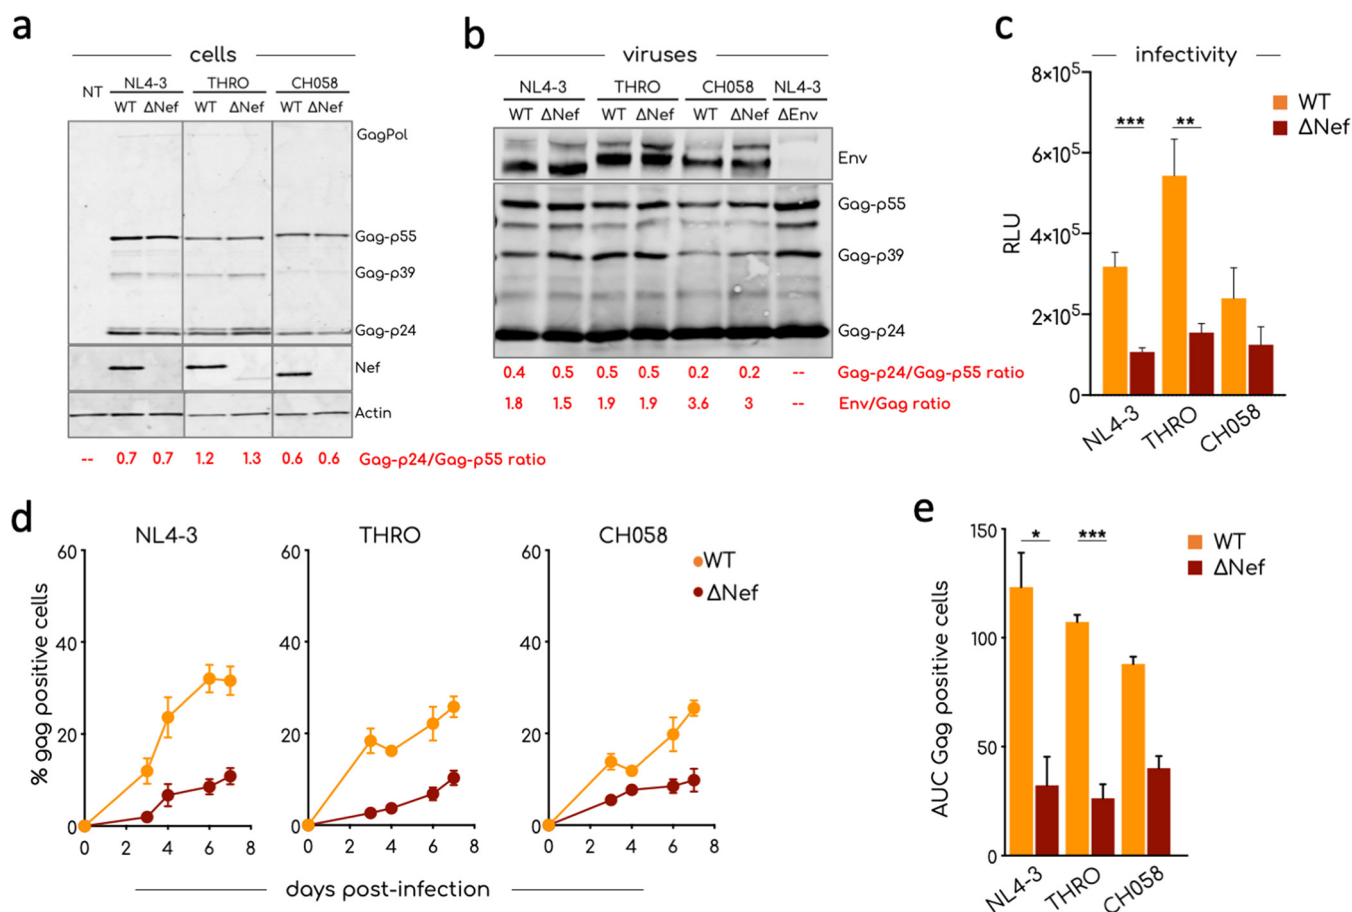 a
cells
NT
NL4-3 THRO CH058
WT ΔNef WT ΔNef WT ΔNef
GagPol
Gag-p55
Gag-p39
Gag-p24
Nef
Actin
-- 0.7 0.7 1.2 1.3 0.6 0.6 Gag-p24/Gag-p55 ratio
b
viruses
NL4-3 THRO CH058 NL4-3
WT ΔNef WT ΔNef WT ΔNef ΔEnv
Env
Gag-p55
Gag-p39
Gag-p24
0.4 0.5 0.5 0.5 0.2 0.2 -- Gag-p24/Gag-p55 ratio
1.8 1.5 1.9 1.9 3.6 3 -- Env/Gag ratio
c
infectivity
8×10⁵
6×10⁵
4×10⁵
2×10⁵
0
RLU
*** **
WT
ΔNef
NL4-3 THRO CH058
d
NL4-3 THRO CH058
WT
ΔNef
% gag positive cells
60 60 60
40 40 40
20 20 20
0 0 0
0 2 4 6 8 0 2 4 6 8 0 2 4 6 8
days post-infection
e
150
100
50
0
AUC Gag positive cells
* ***
WT
ΔNef
NL4-3 THRO CH058